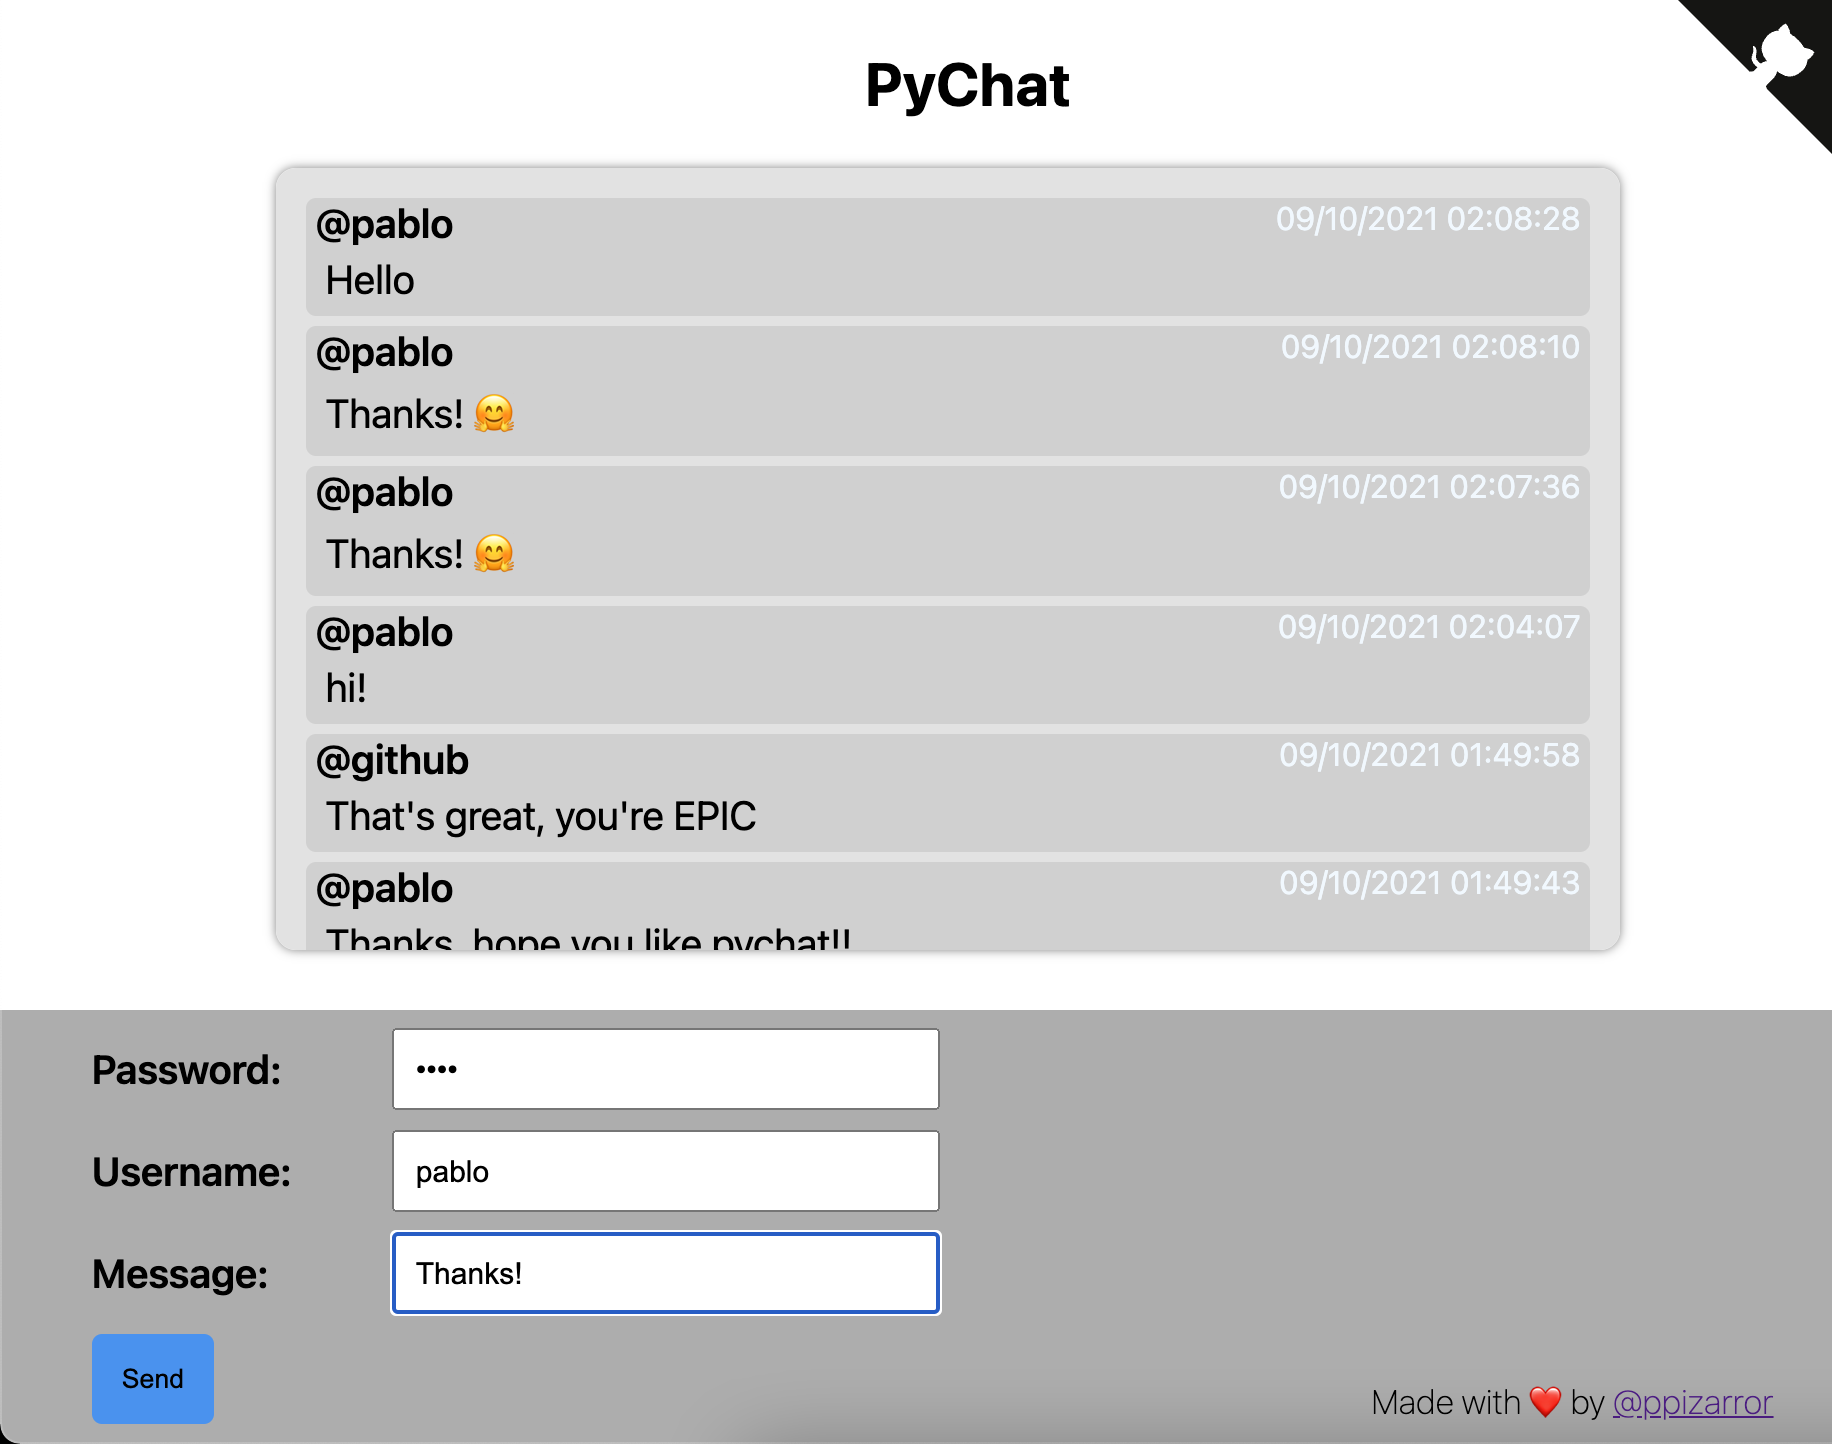 PyChat
@pablo 09/10/2021 02:08:28
Hello
@pablo 09/10/2021 02:08:10
Thanks! 🤗
@pablo 09/10/2021 02:07:36
Thanks! 🤗
@pablo 09/10/2021 02:04:07
hi!
@github 09/10/2021 01:49:58
That's great, you're EPIC
@pablo 09/10/2021 01:49:43
Thanks, hope you like pychat!!
Password: ••••
Username: pablo
Message: Thanks!
Send
Made with ❤️ by @ppizarror